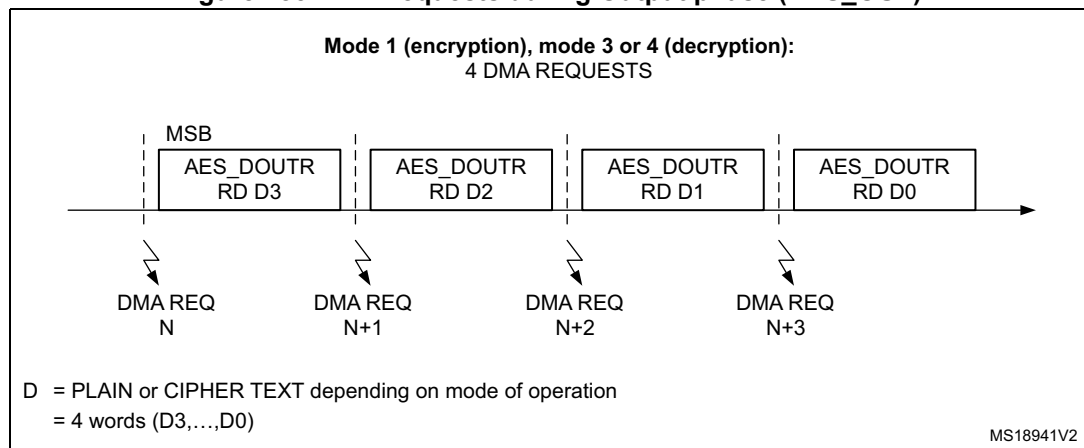 Mode 1 (encryption), mode 3 or 4 (decryption):
4 DMA REQUESTS
MSB
AES_DOUTR
RD D3
AES_DOUTR
RD D2
AES_DOUTR
RD D1
AES_DOUTR
RD D0
DMA REQ
N
DMA REQ
N+1
DMA REQ
N+2
DMA REQ
N+3
D = PLAIN or CIPHER TEXT depending on mode of operation
= 4 words (D3,…,D0)
MS18941V2